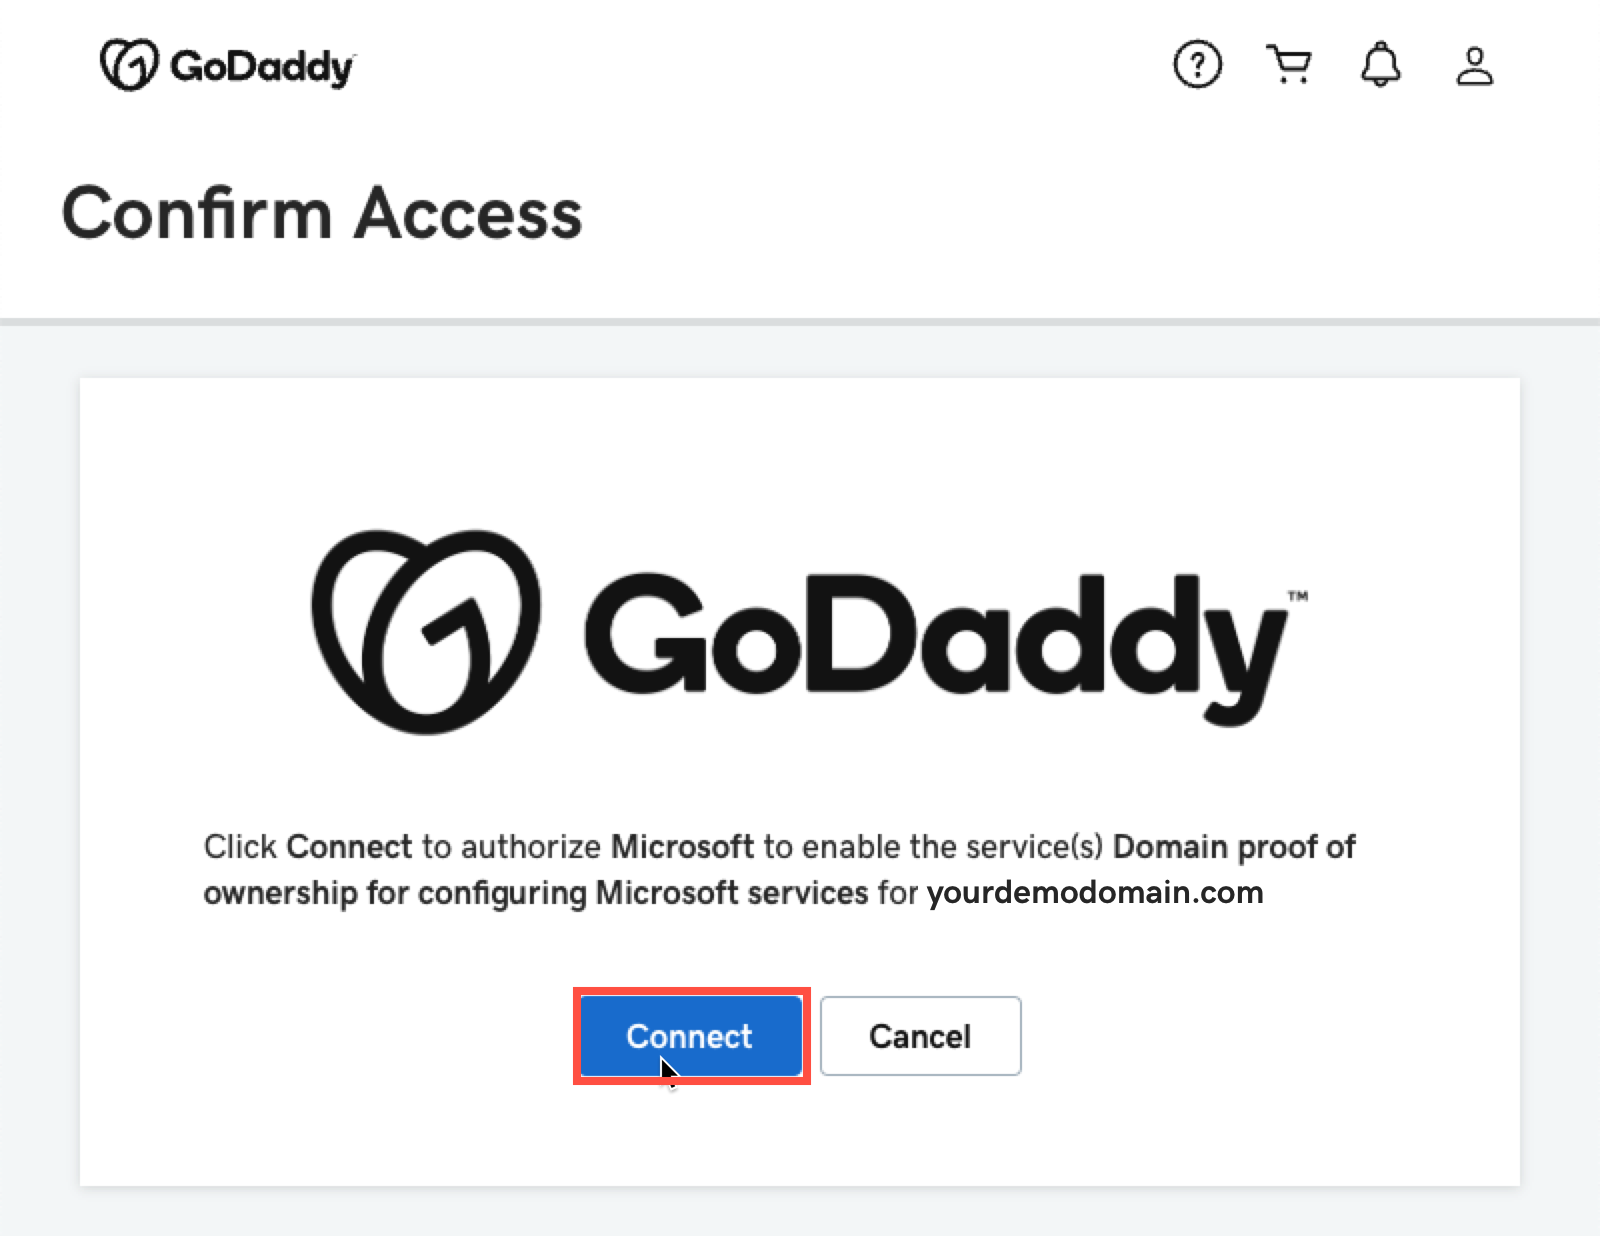 GoDaddy
Confirm Access
GoDaddy™
Click Connect to authorize Microsoft to enable the service(s) Domain proof of
ownership for configuring Microsoft services for yourdemodomain.com
Connect
Cancel